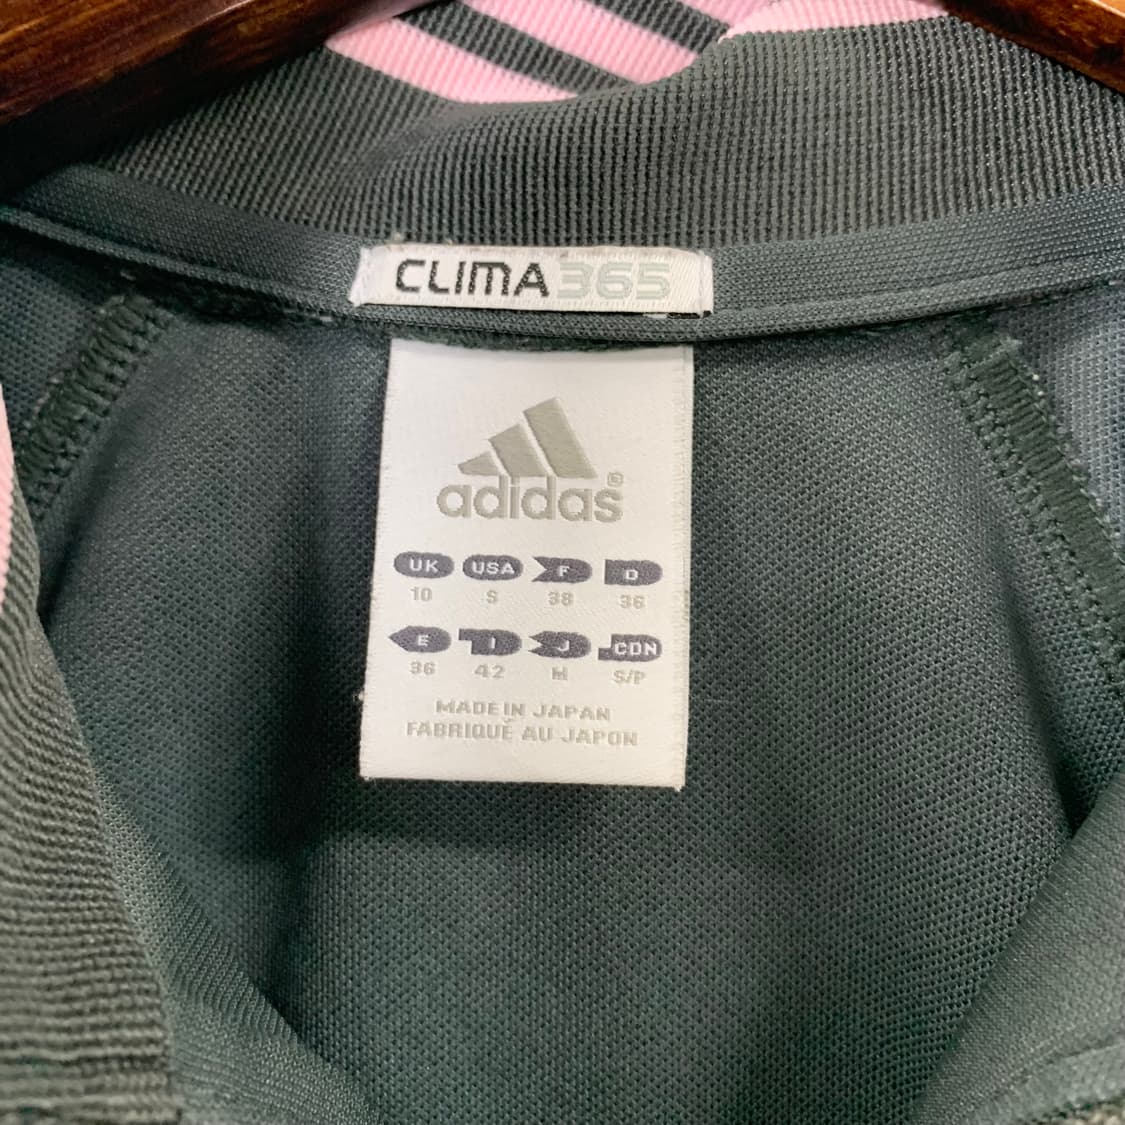 CLIMA365
adidas®
UK USA F D
10 S 38 36
E I J CDN
36 42 M S/P
MADE IN JAPAN
FABRIQUÉ AU JAPON